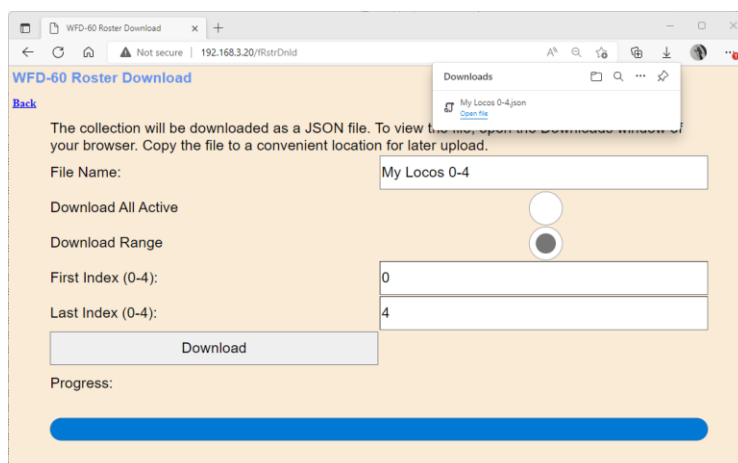 WFD-60 Roster Download
Not secure | 192.168.3.20/fRstrDnld
WFD-60 Roster Download
Back
Downloads
My Locos 0-4.json
Open file
The collection will be downloaded as a JSON file. To view the file, open the Downloads window of
your browser. Copy the file to a convenient location for later upload.
File Name:
My Locos 0-4
Download All Active
Download Range
First Index (0-4):
0
Last Index (0-4):
4
Download
Progress: